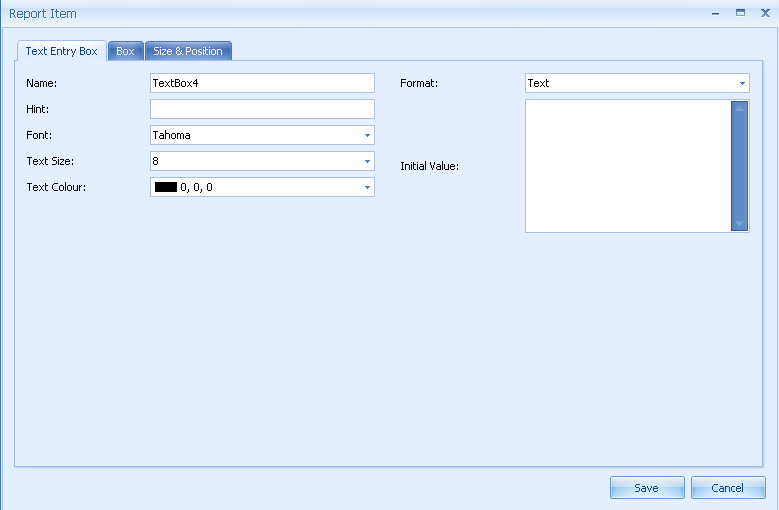 Report Item
Text Entry Box Box Size & Position
Name: TextBox4 Format: Text
Hint:
Font: Tahoma
Text Size: 8 Initial Value:
Text Colour: 0, 0, 0
Save Cancel